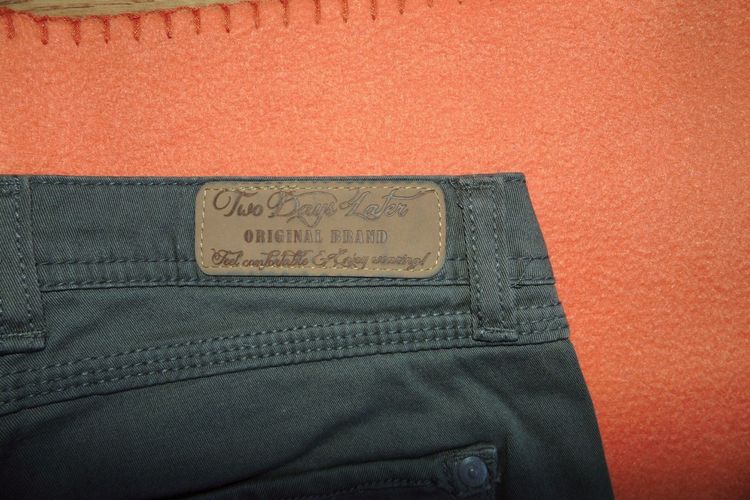 Two Days Later
ORIGINAL BRAND
Feel comfortable & Enjoy wearing!